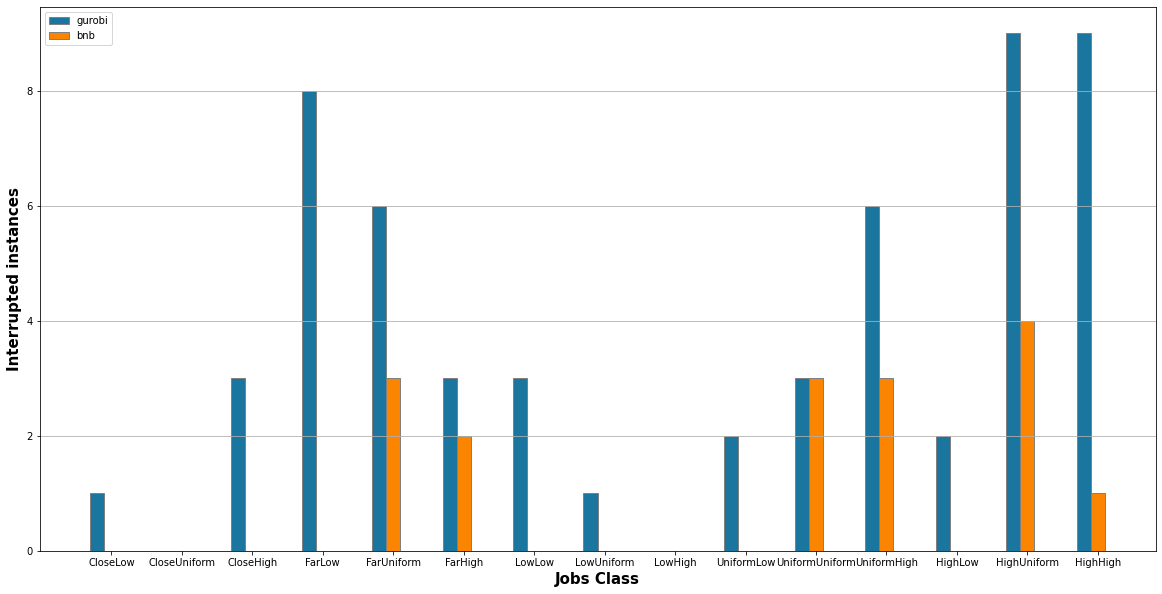 gurobi
bnb
Interrupted instances
8
6
4
2
0
CloseLow CloseUniform CloseHigh FarLow FarUniform FarHigh LowLow LowUniform LowHigh UniformLow UniformUniform UniformHigh HighLow HighUniform HighHigh
Jobs Class